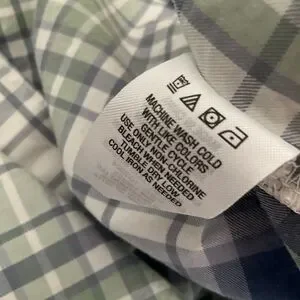 MACHINE WASH COLD
WITH LIKE COLORS
GENTLE CYCLE
USE ONLY NON-CHLORINE
BLEACH WHEN NEEDED
TUMBLE DRY LOW
COOL IRON AS NEEDED